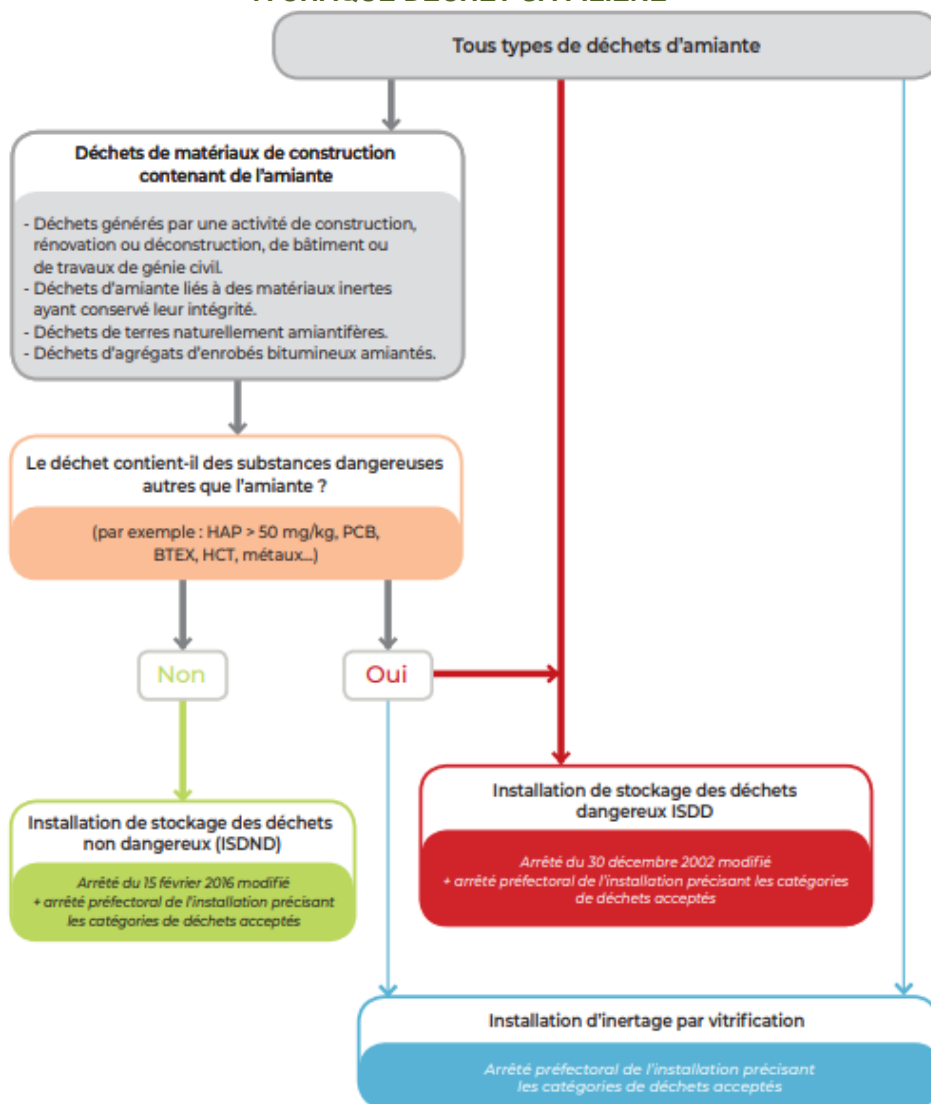 À CHAQUE DÉCHET SA FILIÈRE
Tous types de déchets d'amiante
Déchets de matériaux de construction
contenant de l'amiante
- Déchets générés par une activité de construction,
rénovation ou déconstruction, de bâtiment ou
de travaux de génie civil.
- Déchets d'amiante liés à des matériaux inertes
ayant conservé leur intégrité.
- Déchets de terres naturellement amiantifères.
- Déchets d'agrégats d'enrobés bitumineux amiantés.
Le déchet contient-il des substances dangereuses
autres que l'amiante ?
(par exemple : HAP > 50 mg/kg, PCB,
BTEX, HCT, métaux...)
Non
Oui
Installation de stockage des déchets
dangereux ISDD
Arrêté du 30 décembre 2002 modifié
+ arrêté préfectoral de l'installation précisant les catégories
de déchets acceptés
Installation de stockage des déchets
non dangereux (ISDND)
Arrêté du 15 février 2016 modifié
+ arrêté préfectoral de l'installation précisant
les catégories de déchets acceptés
Installation d'inertage par vitrification
Arrêté préfectoral de l'installation précisant
les catégories de déchets acceptés